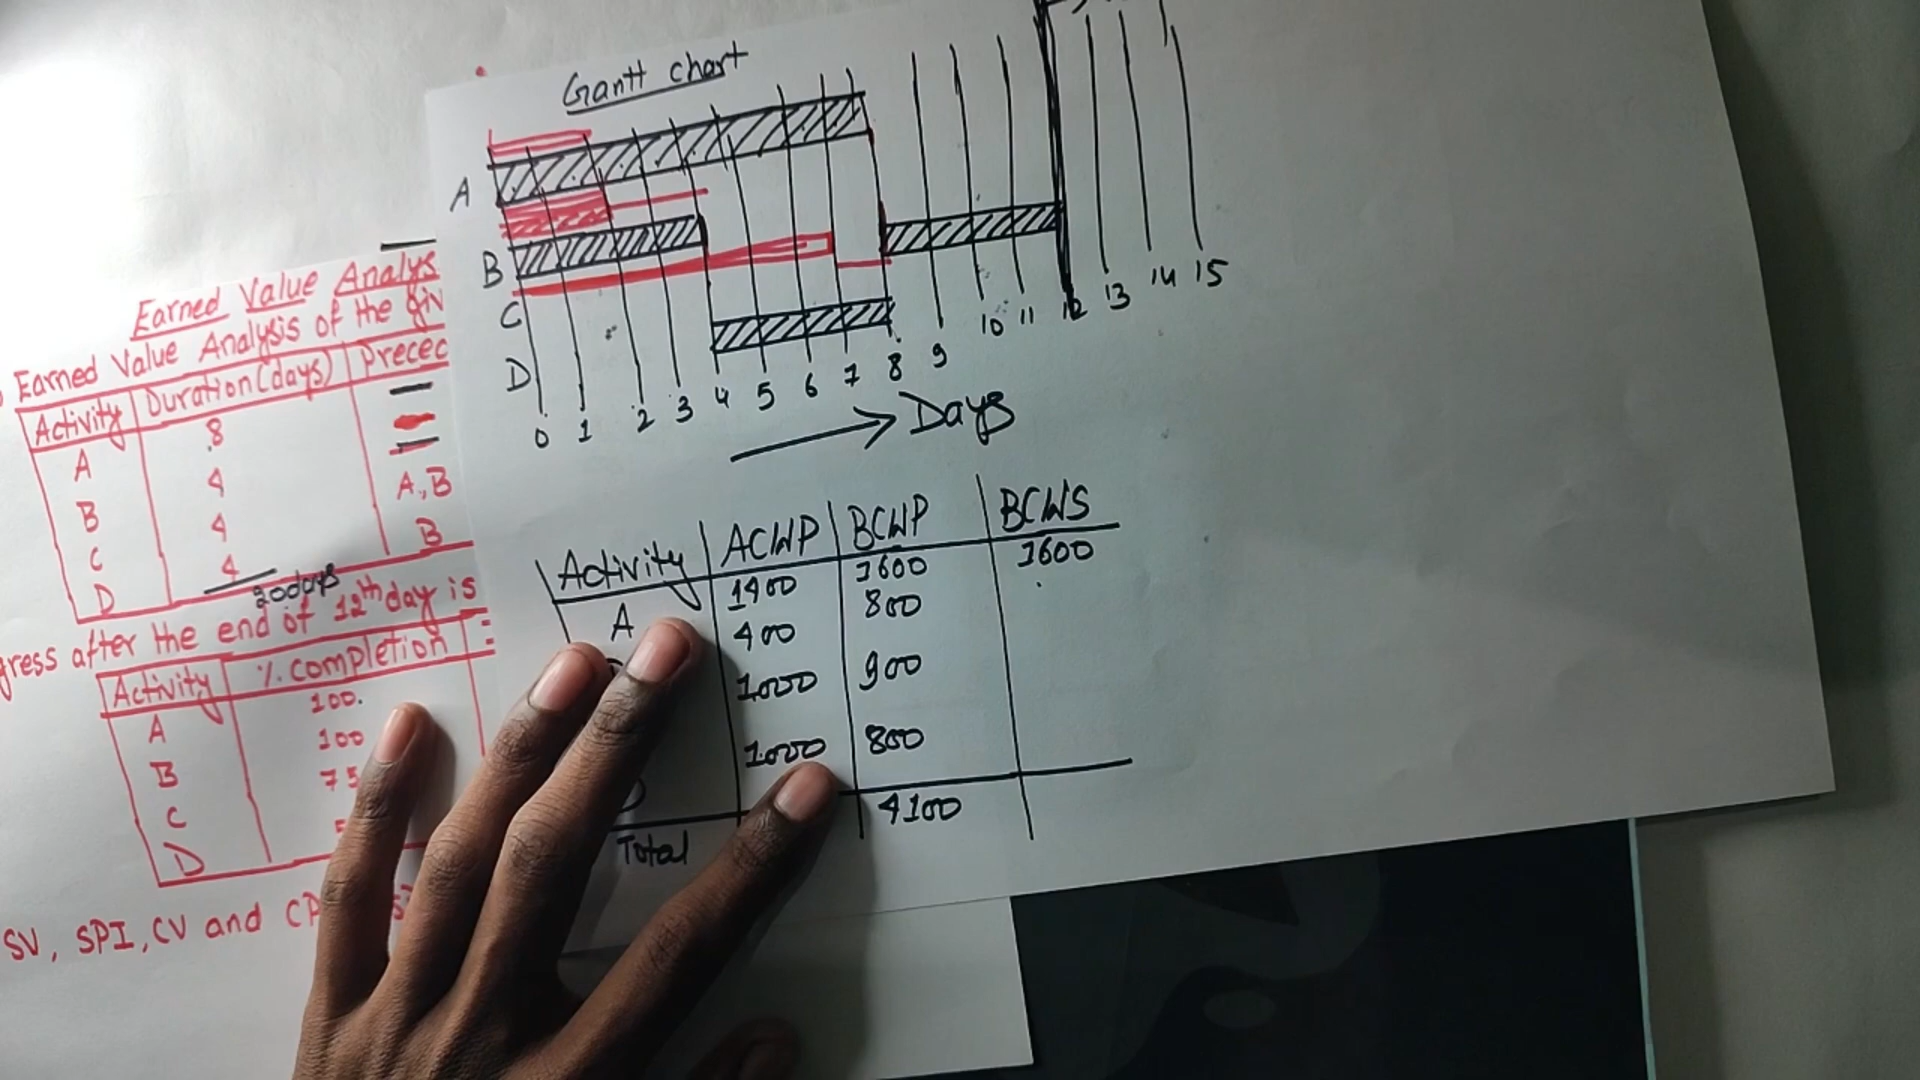 Gantt chart
A
B
C
D
0 1 2 3 4 5 6 7 8 9 10 11 12 13 14 15
Days
Earned Value Analys
Earned Value Analysis of the giv
Activity Duration (days) Preced
A 8 —
B 4 —
C 4 A,B
D 4 B
20days
gress after the end of 12th day is
Activity % completion
A 100.
B 100
C 75
D
SV, SPI, CV and CP
Activity ACWP BCWP BCWS
A 1400 1600 1600
400 800
1000 900
1000 800
Total 4100